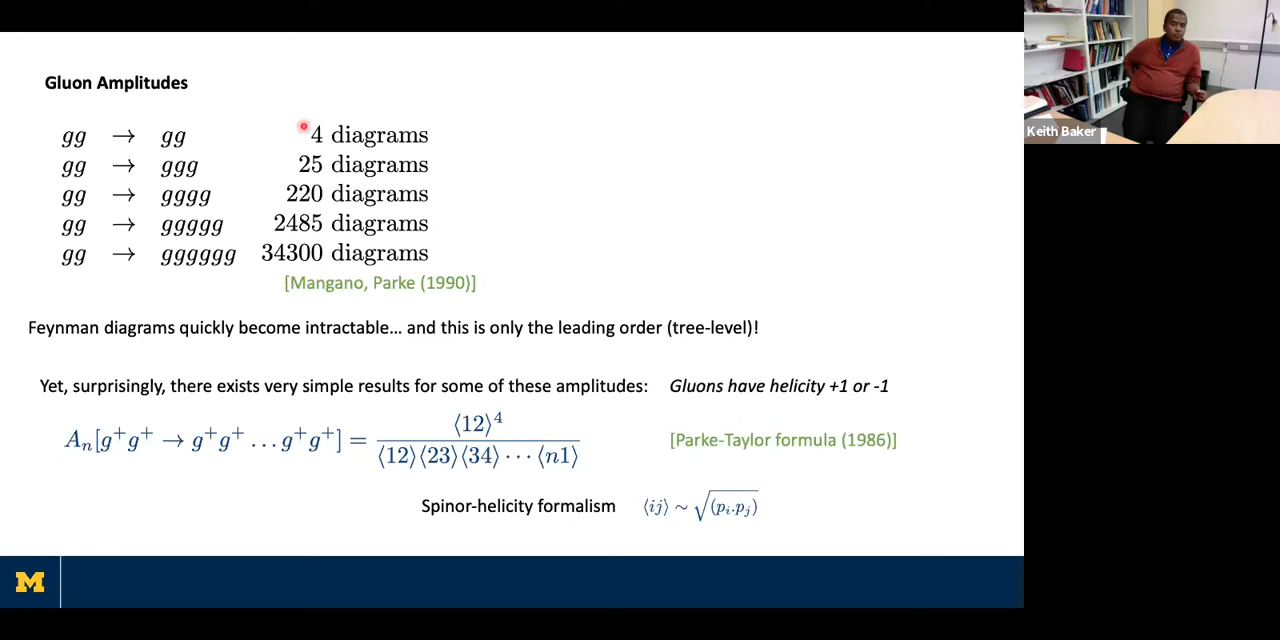 Gluon Amplitudes
gg → gg 4 diagrams
gg → ggg 25 diagrams
gg → gggg 220 diagrams
gg → ggggg 2485 diagrams
gg → gggggg 34300 diagrams
[Mangano, Parke (1990)]
Feynman diagrams quickly become intractable... and this is only the leading order (tree-level)!
Yet, surprisingly, there exists very simple results for some of these amplitudes: Gluons have helicity +1 or -1
Aₙ[g⁺g⁺ → g⁺g⁺ … g⁺g⁺] = ⟨12⟩⁴ / ⟨12⟩⟨23⟩⟨34⟩ ⋯ ⟨n1⟩ [Parke-Taylor formula (1986)]
Spinor-helicity formalism ⟨ij⟩ ∼ √(pᵢ.pⱼ)
M
Keith Baker